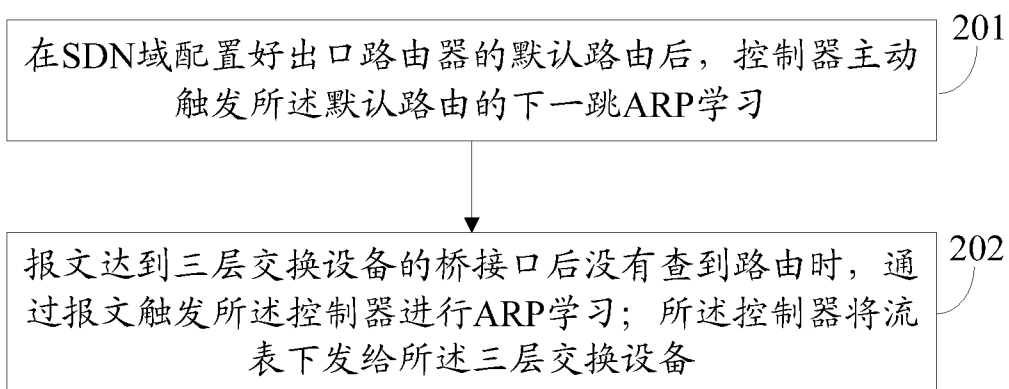 在SDN域配置好出口路由器的默认路由后，控制器主动
触发所述默认路由的下一跳ARP学习
201
报文达到三层交换设备的桥接口后没有查到路由时，通
过报文触发所述控制器进行ARP学习；所述控制器将流
表下发给所述三层交换设备
202